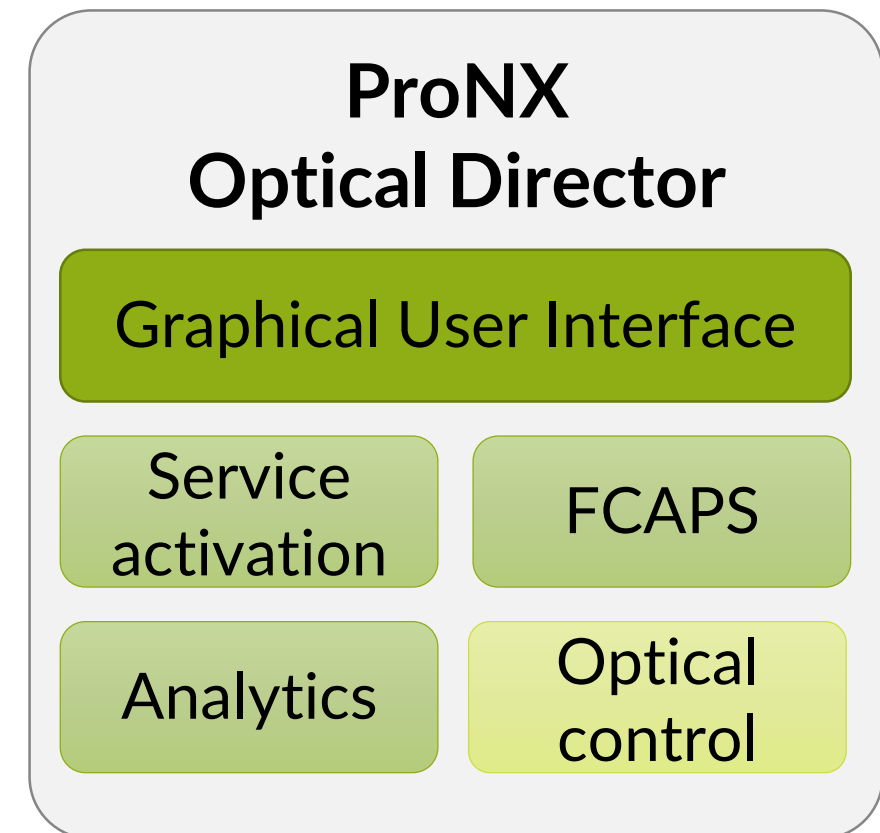 ProNX
Optical Director
Graphical User Interface
Service
activation
FCAPS
Analytics
Optical
control